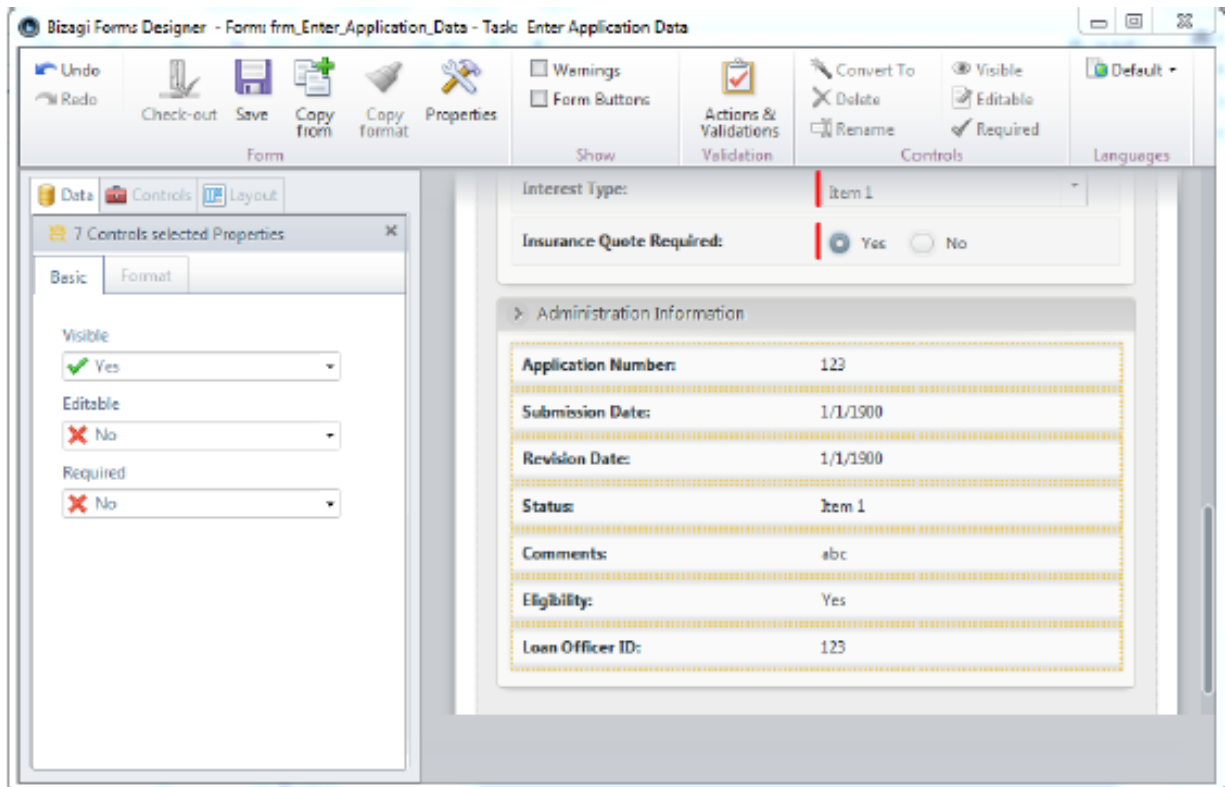 Bizagi Forms Designer - Form: frm_Enter_Application_Data - Task: Enter Application Data
Undo
Redo
Check-out
Save
Copy from
Copy format
Properties
Form
Warnings
Form Buttons
Show
Actions & Validations
Validation
Convert To
Delete
Rename
Visible
Editable
Required
Controls
Default
Languages
Data Controls Layout
7 Controls selected Properties
Basic Format
Visible
Yes
Editable
No
Required
No
Interest Type: Item 1
Insurance Quote Required: Yes No
Administration Information
Application Number: 123
Submission Date: 1/1/1900
Revision Date: 1/1/1900
Status: Item 1
Comments: abc
Eligibility: Yes
Loan Officer ID: 123